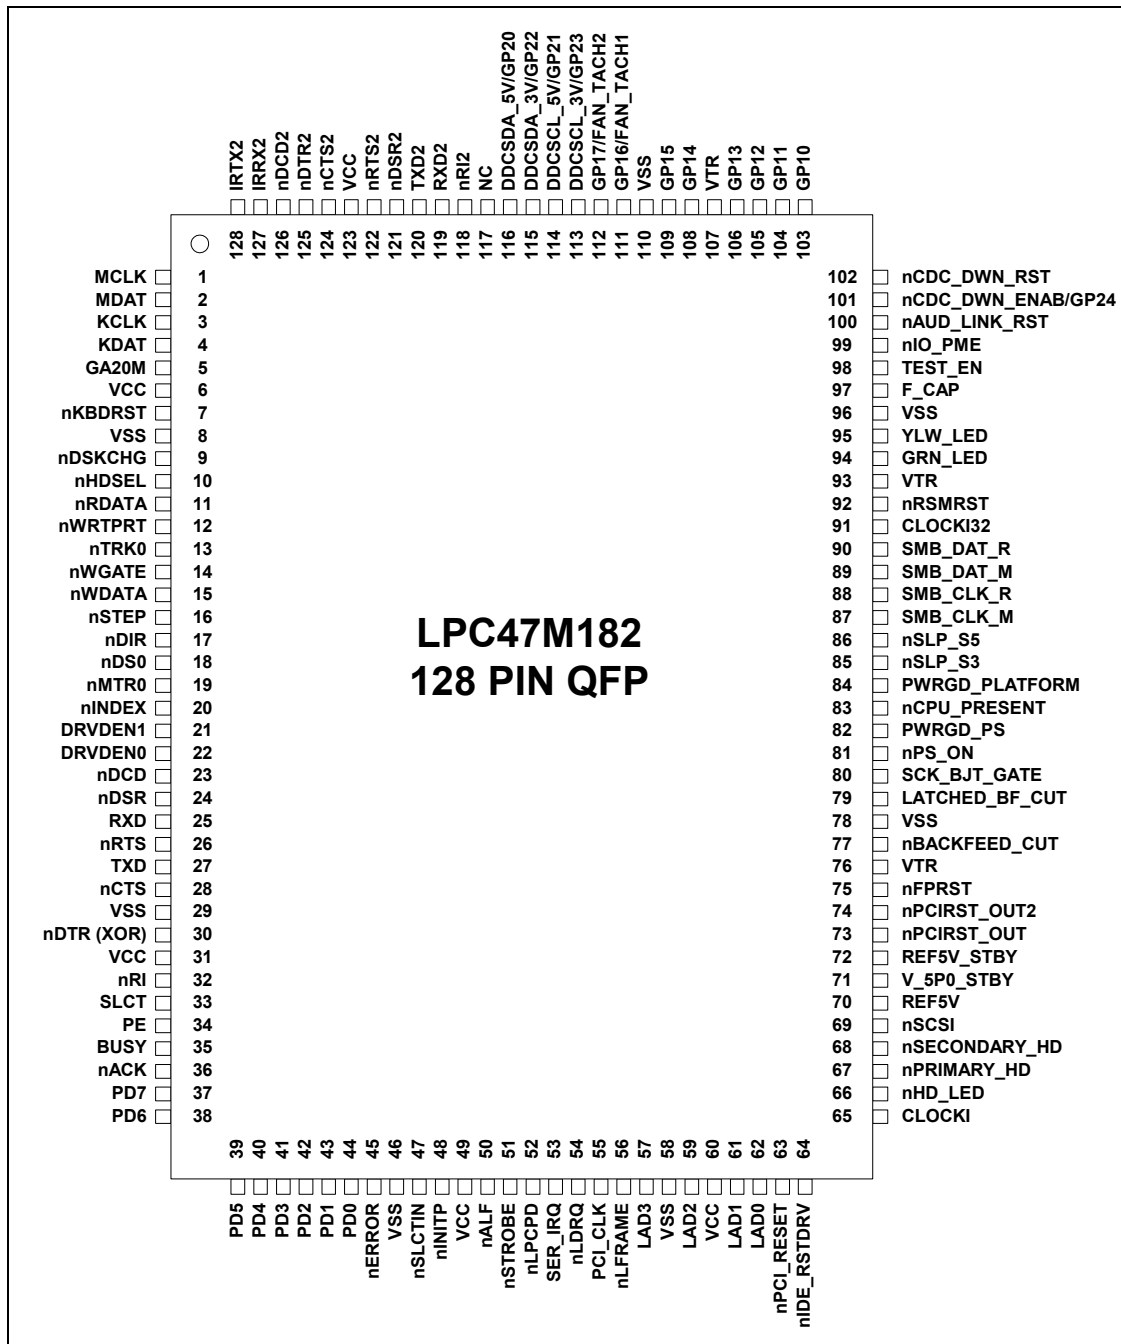 IRTX2
IRRX2
nDCD2
nDTR2
nCTS2
VCC
nRTS2
nDSR2
TXD2
RXD2
nRI2
NC
DDCSDA_5V/GP20
DDCSDA_3V/GP22
DDCSCL_5V/GP21
DDCSCL_3V/GP23
GP17/FAN_TACH2
GP16/FAN_TACH1
VSS
GP15
GP14
VTR
GP13
GP12
GP11
GP10
128
127
126
125
124
123
122
121
120
119
118
117
116
115
114
113
112
111
110
109
108
107
106
105
104
103
MCLK 1
MDAT 2
KCLK 3
KDAT 4
GA20M 5
VCC 6
nKBDRST 7
VSS 8
nDSKCHG 9
nHDSEL 10
nRDATA 11
nWRTPRT 12
nTRK0 13
nWGATE 14
nWDATA 15
nSTEP 16
nDIR 17
nDS0 18
nMTR0 19
nINDEX 20
DRVDEN1 21
DRVDEN0 22
nDCD 23
nDSR 24
RXD 25
nRTS 26
TXD 27
nCTS 28
VSS 29
nDTR (XOR) 30
VCC 31
nRI 32
SLCT 33
PE 34
BUSY 35
nACK 36
PD7 37
PD6 38
LPC47M182
128 PIN QFP
102 nCDC_DWN_RST
101 nCDC_DWN_ENAB/GP24
100 nAUD_LINK_RST
99 nIO_PME
98 TEST_EN
97 F_CAP
96 VSS
95 YLW_LED
94 GRN_LED
93 VTR
92 nRSMRST
91 CLOCKI32
90 SMB_DAT_R
89 SMB_DAT_M
88 SMB_CLK_R
87 SMB_CLK_M
86 nSLP_S5
85 nSLP_S3
84 PWRGD_PLATFORM
83 nCPU_PRESENT
82 PWRGD_PS
81 nPS_ON
80 SCK_BJT_GATE
79 LATCHED_BF_CUT
78 VSS
77 nBACKFEED_CUT
76 VTR
75 nFPRST
74 nPCIRST_OUT2
73 nPCIRST_OUT
72 REF5V_STBY
71 V_5P0_STBY
70 REF5V
69 nSCSI
68 nSECONDARY_HD
67 nPRIMARY_HD
66 nHD_LED
65 CLOCKI
39
40
41
42
43
44
45
46
47
48
49
50
51
52
53
54
55
56
57
58
59
60
61
62
63
64
PD5
PD4
PD3
PD2
PD1
PD0
nERROR
VSS
nSLCTIN
nINITP
VCC
nALF
nSTROBE
nLPCPD
SER_IRQ
nLDRQ
PCI_CLK
nLFRAME
LAD3
VSS
LAD2
VCC
LAD1
LAD0
nPCI_RESET
nIDE_RSTDRV